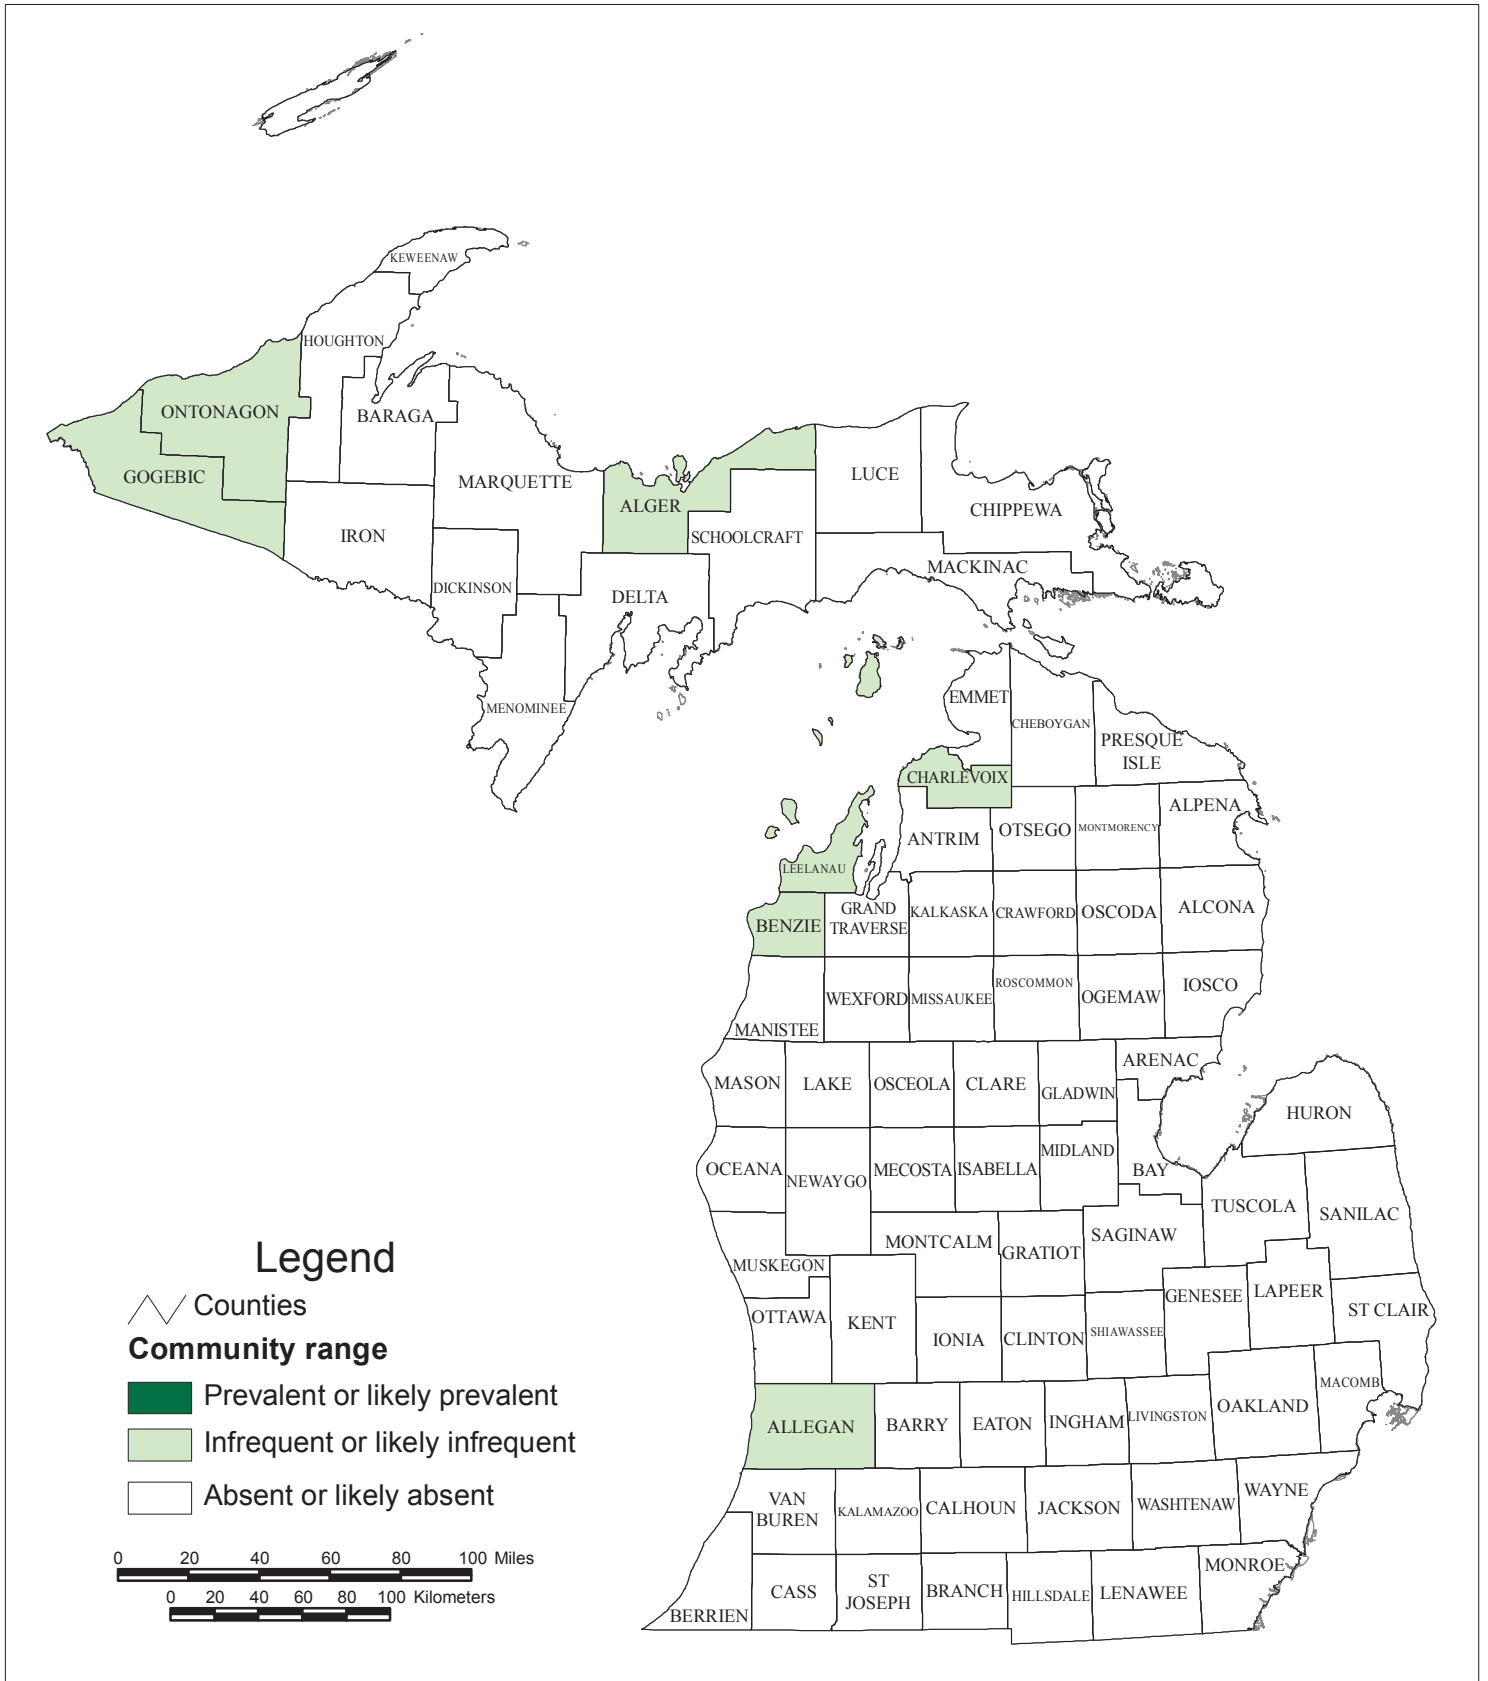 KEWEENAW
HOUGHTON
ONTONAGON
BARAGA
GOGEBIC
MARQUETTE
LUCE
ALGER
CHIPPEWA
IRON
SCHOOLCRAFT
MACKINAC
DICKINSON
DELTA
EMMET
MENOMINEE
CHEBOYGAN
PRESQUE
ISLE
CHARLEVOIX
ALPENA
ANTRIM
OTSEGO
MONTMORENCY
LEELANAU
BENZIE
GRAND
TRAVERSE
KALKASKA
CRAWFORD
OSCODA
ALCONA
MANISTEE
WEXFORD
MISSAUKEE
ROSCOMMON
OGEMAW
IOSCO
MASON
LAKE
OSCEOLA
CLARE
GLADWIN
ARENAC
HURON
OCEANA
NEWAYGO
MECOSTA
ISABELLA
MIDLAND
BAY
TUSCOLA
SANILAC
MUSKEGON
MONTCALM
GRATIOT
SAGINAW
GENESEE
LAPEER
ST CLAIR
OTTAWA
KENT
IONIA
CLINTON
SHIAWASSEE
MACOMB
ALLEGAN
BARRY
EATON
INGHAM
LIVINGSTON
OAKLAND
VAN
BUREN
KALAMAZOO
CALHOUN
JACKSON
WASHTENAW
WAYNE
BERRIEN
CASS
ST
JOSEPH
BRANCH
HILLSDALE
LENAWEE
MONROE
Legend
Counties
Community range
Prevalent or likely prevalent
Infrequent or likely infrequent
Absent or likely absent
0 20 40 60 80 100 Miles
0 20 40 60 80 100 Kilometers